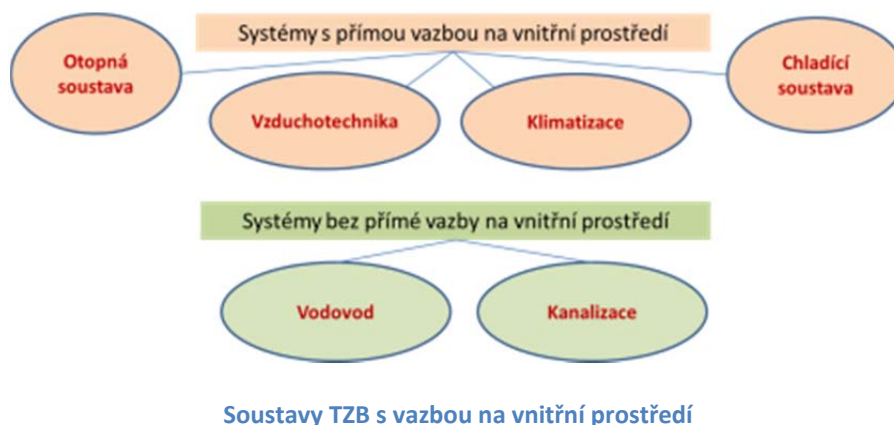 Systémy s přímou vazbou na vnitřní prostředí
Otopná
soustava
Chladící
soustava
Vzduchotechnika
Klimatizace
Systémy bez přímé vazby na vnitřní prostředí
Vodovod
Kanalizace
Soustavy TZB s vazbou na vnitřní prostředí